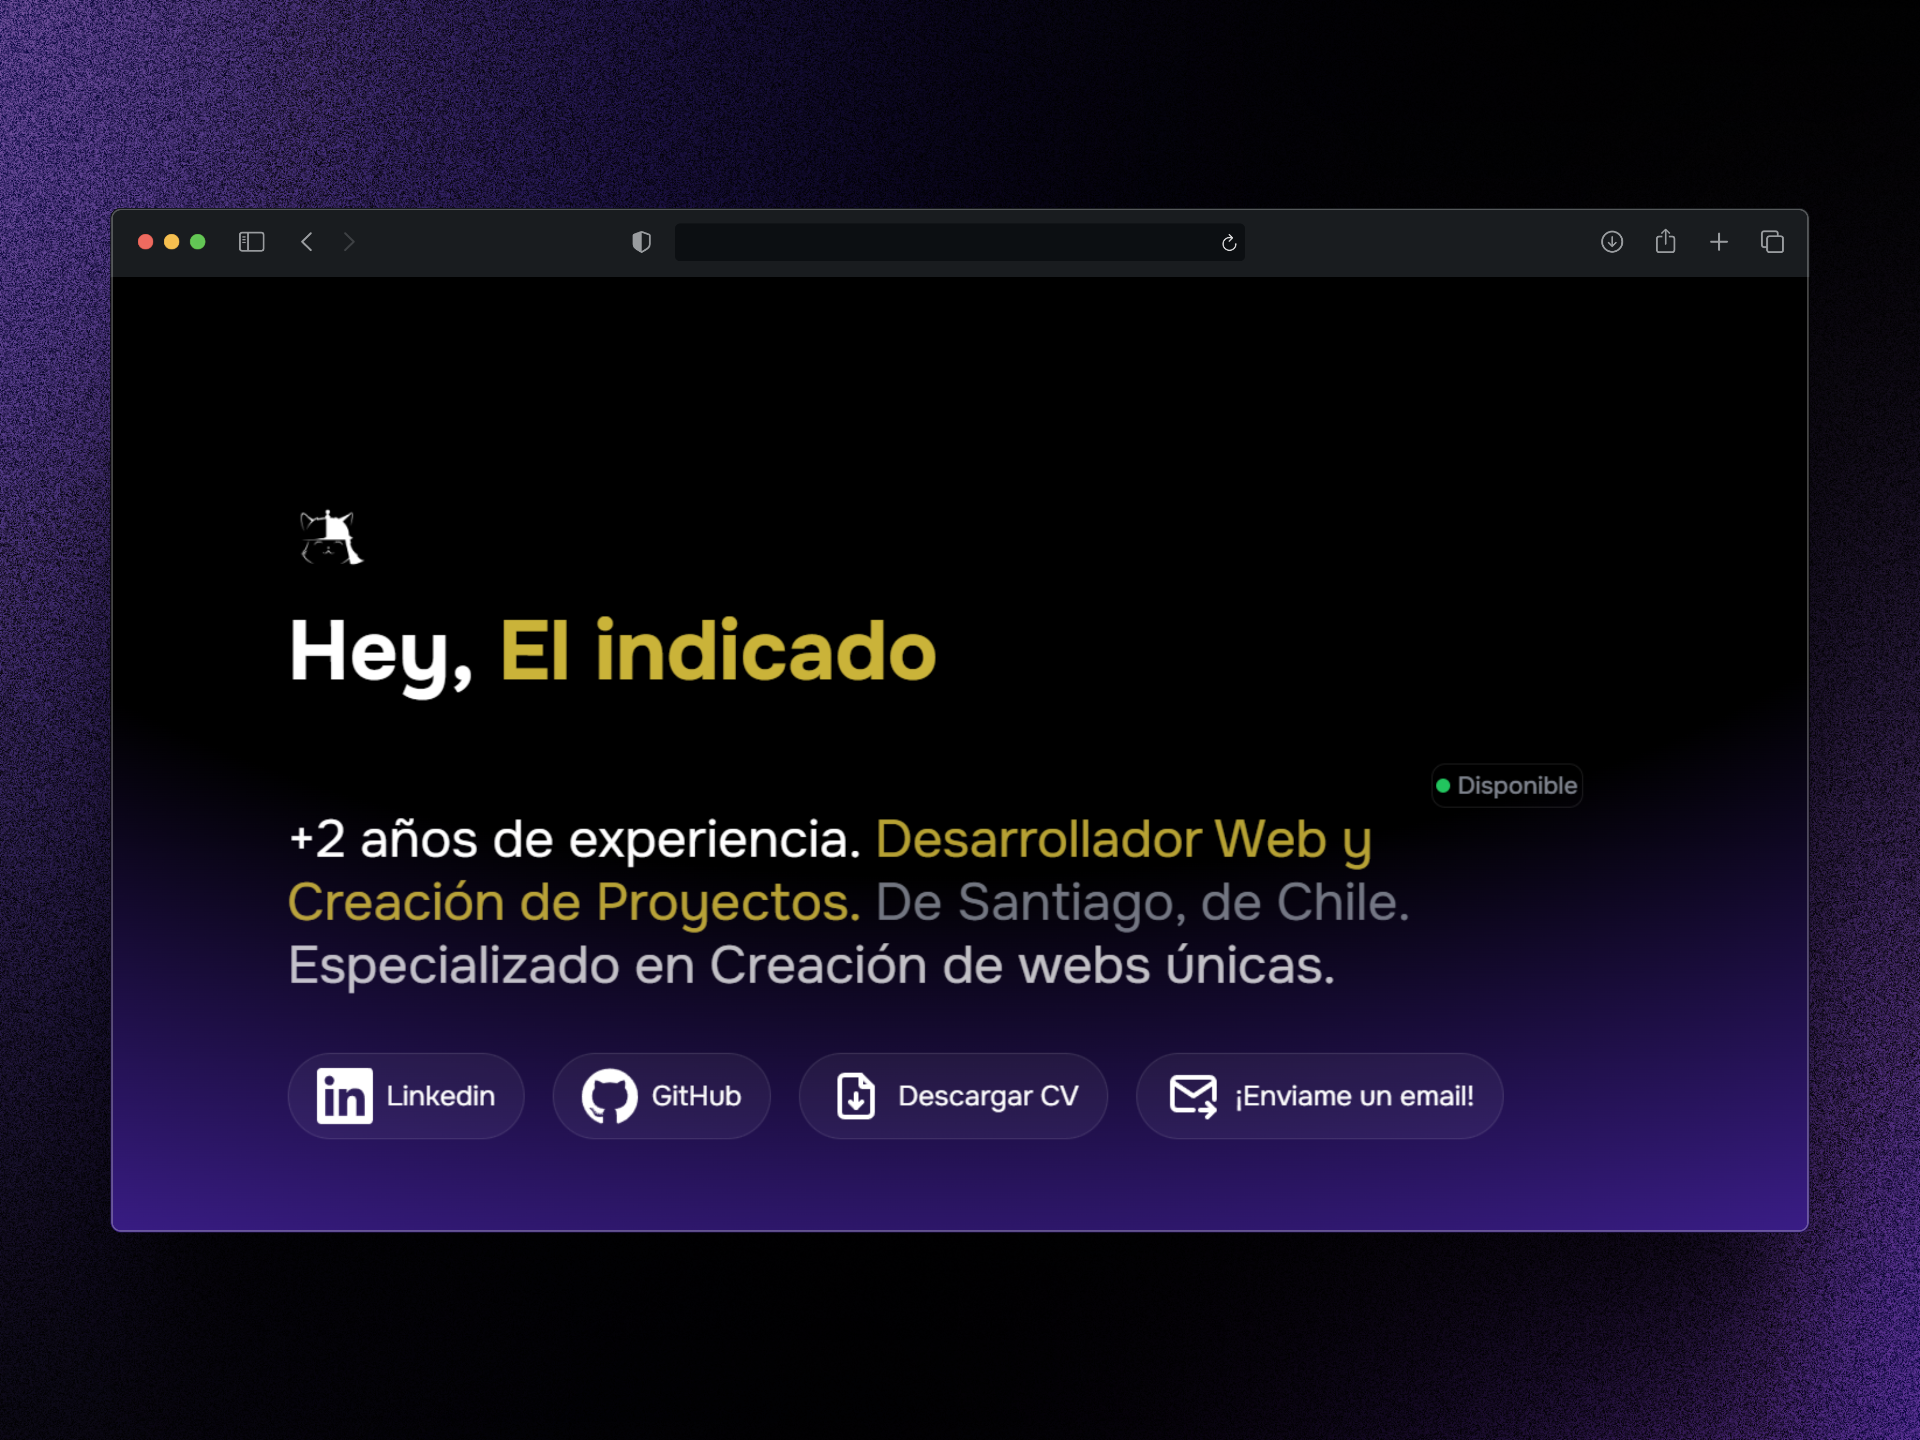 Hey, El indicado
Disponible
+2 años de experiencia. Desarrollador Web y
Creación de Proyectos. De Santiago, de Chile.
Especializado en Creación de webs únicas.
Linkedin
GitHub
Descargar CV
¡Enviame un email!